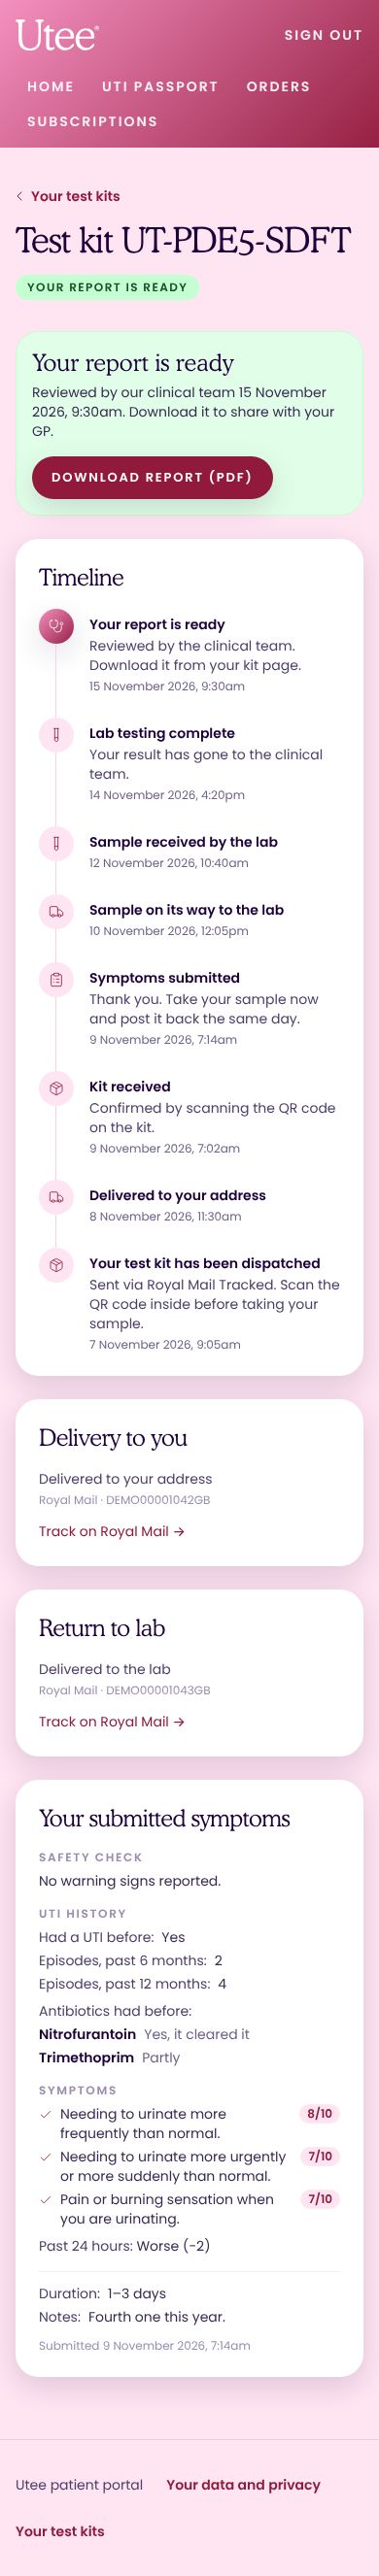 Utee®
SIGN OUT
HOME UTI PASSPORT ORDERS
SUBSCRIPTIONS
Your test kits
Test kit UT-PDE5-SDFT
YOUR REPORT IS READY
Your report is ready
Reviewed by our clinical team 15 November
2026, 9:30am. Download it to share with your
GP.
DOWNLOAD REPORT (PDF)
Timeline
Your report is ready
Reviewed by the clinical team.
Download it from your kit page.
15 November 2026, 9:30am
Lab testing complete
Your result has gone to the clinical
team.
14 November 2026, 4:20pm
Sample received by the lab
12 November 2026, 10:40am
Sample on its way to the lab
10 November 2026, 12:05pm
Symptoms submitted
Thank you. Take your sample now
and post it back the same day.
9 November 2026, 7:14am
Kit received
Confirmed by scanning the QR code
on the kit.
9 November 2026, 7:02am
Delivered to your address
8 November 2026, 11:30am
Your test kit has been dispatched
Sent via Royal Mail Tracked. Scan the
QR code inside before taking your
sample.
7 November 2026, 9:05am
Delivery to you
Delivered to your address
Royal Mail · DEMO00001042GB
Track on Royal Mail →
Return to lab
Delivered to the lab
Royal Mail · DEMO00001043GB
Track on Royal Mail →
Your submitted symptoms
SAFETY CHECK
No warning signs reported.
UTI HISTORY
Had a UTI before: Yes
Episodes, past 6 months: 2
Episodes, past 12 months: 4
Antibiotics had before:
Nitrofurantoin Yes, it cleared it
Trimethoprim Partly
SYMPTOMS
Needing to urinate more 8/10
frequently than normal.
Needing to urinate more urgently 7/10
or more suddenly than normal.
Pain or burning sensation when 7/10
you are urinating.
Past 24 hours: Worse (-2)
Duration: 1–3 days
Notes: Fourth one this year.
Submitted 9 November 2026, 7:14am
Utee patient portal Your data and privacy
Your test kits